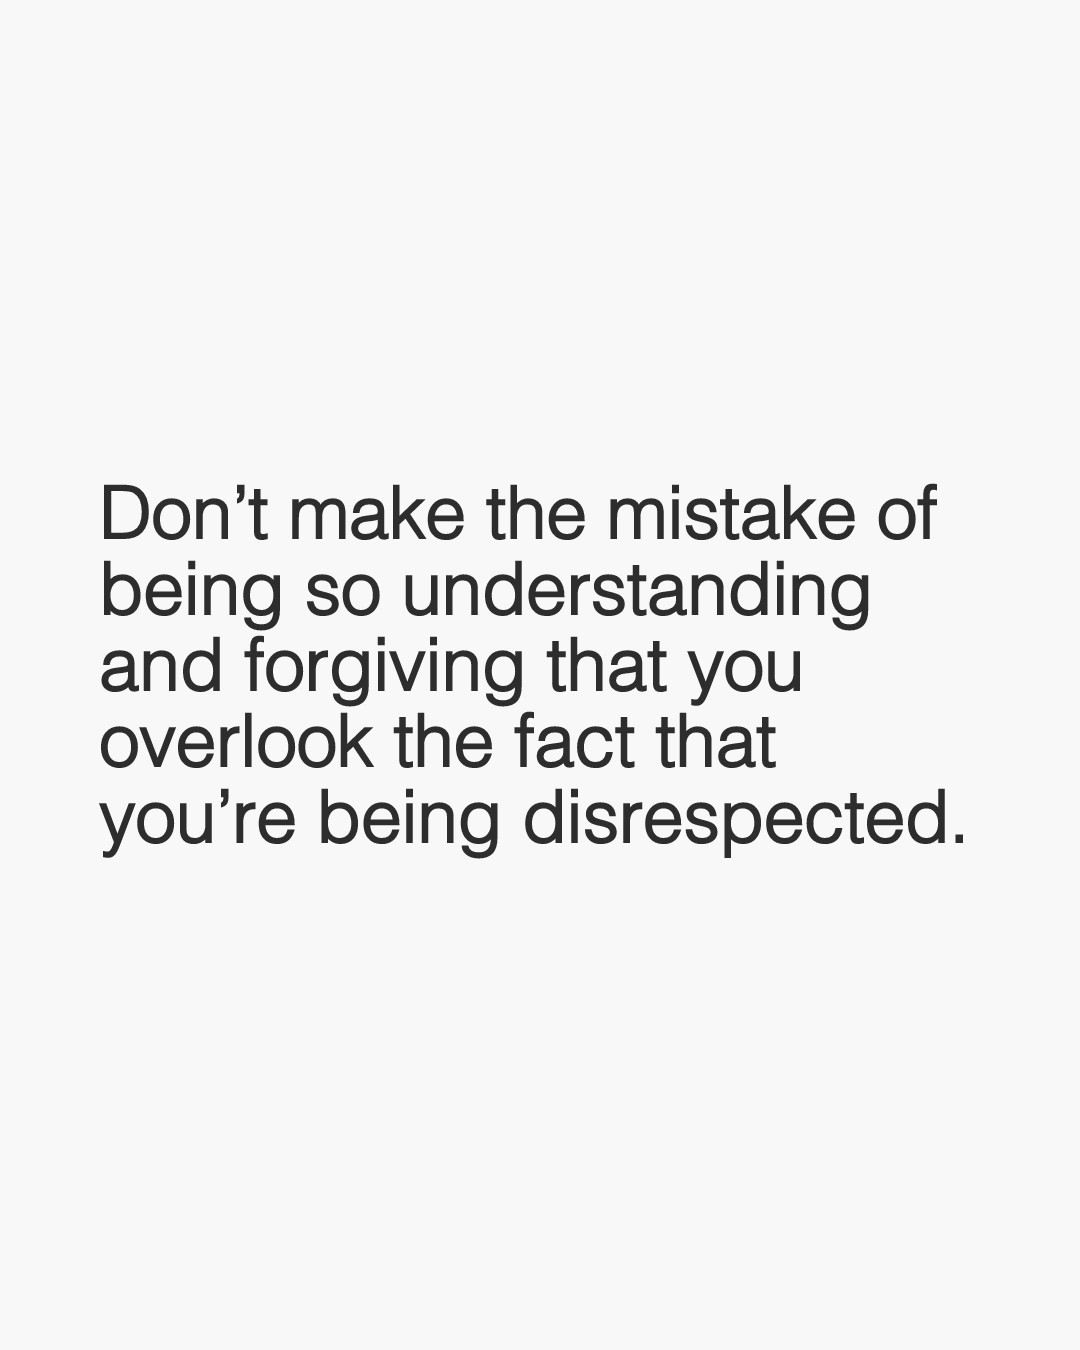 Don’t make the mistake of
being so understanding
and forgiving that you
overlook the fact that
you’re being disrespected.